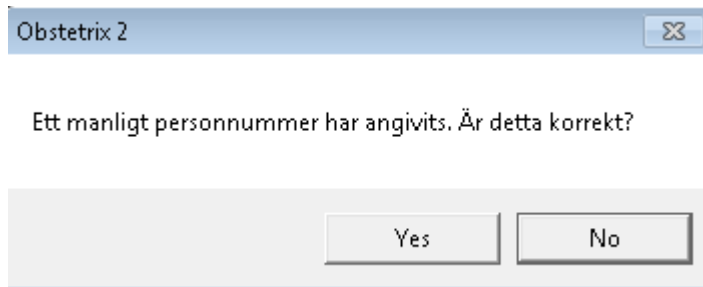 Obstetrix 2
Ett manligt personnummer har angivits. Är detta korrekt?
Yes No